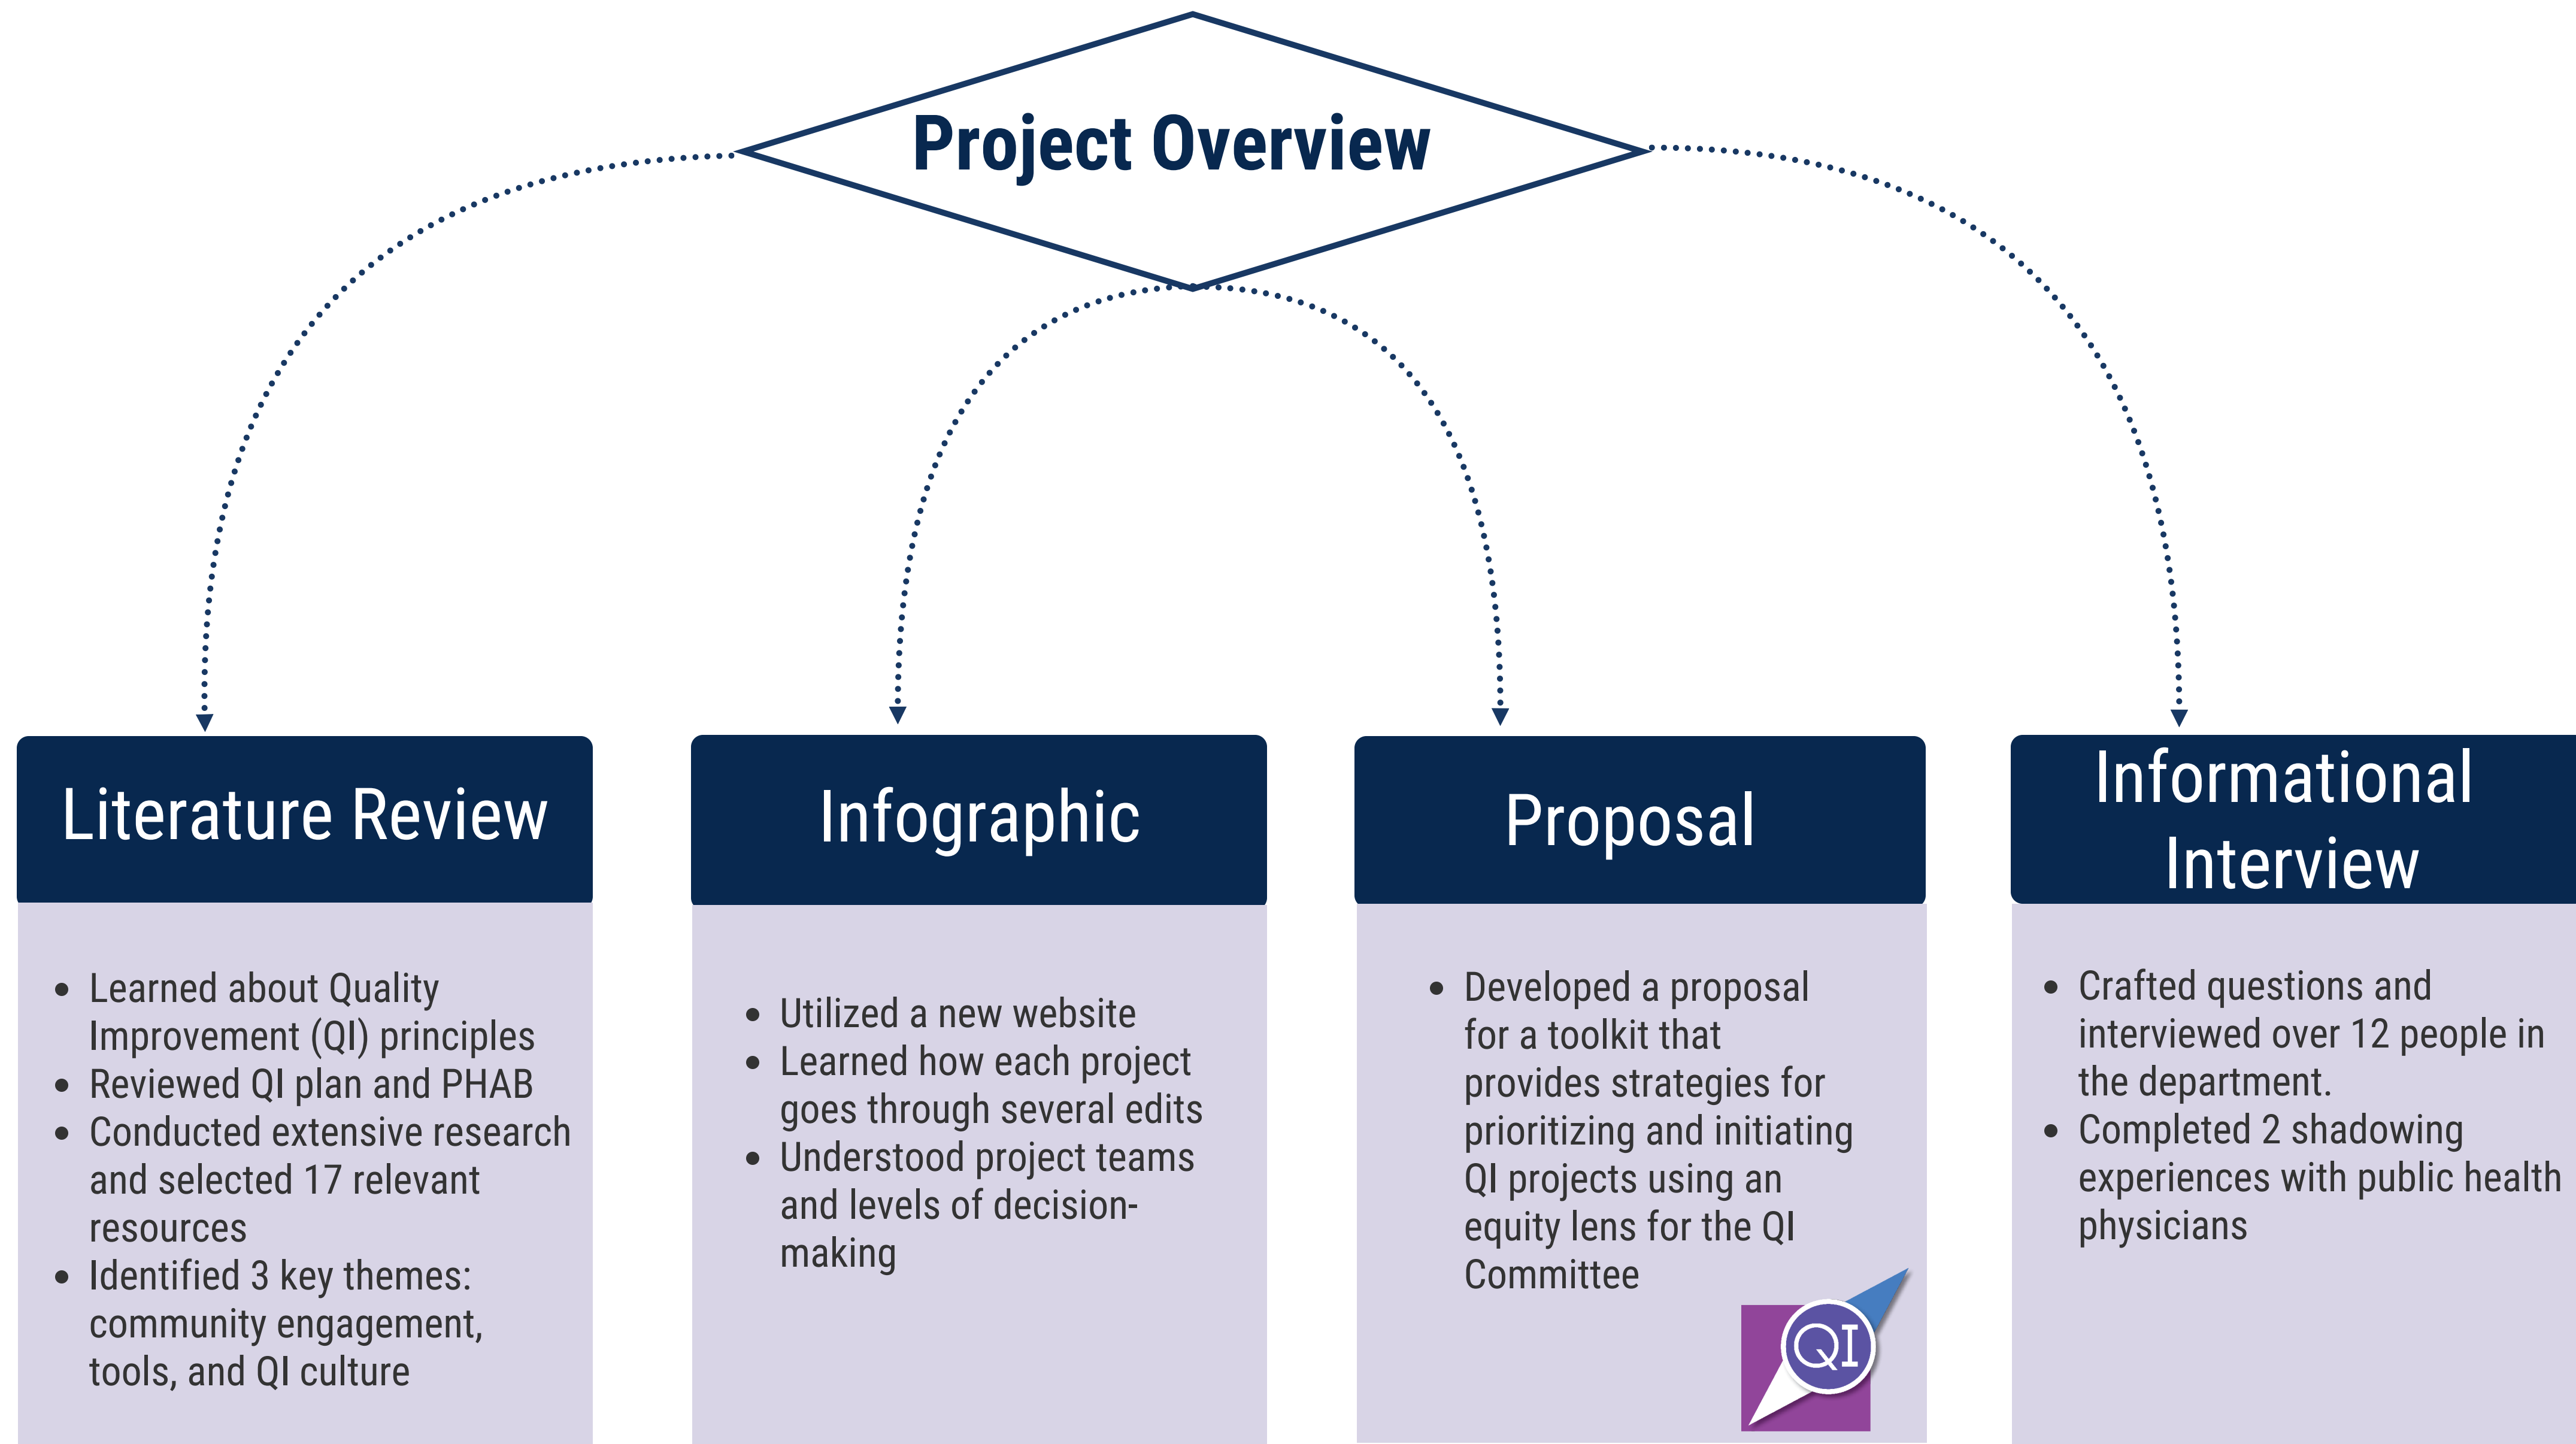 Project Overview
Literature Review
• Learned about Quality
Improvement (QI) principles
• Reviewed QI plan and PHAB
• Conducted extensive research
and selected 17 relevant
resources
• Identified 3 key themes:
community engagement,
tools, and QI culture
Infographic
• Utilized a new website
• Learned how each project
goes through several edits
• Understood project teams
and levels of decision-
making
Proposal
• Developed a proposal
for a toolkit that
provides strategies for
prioritizing and initiating
QI projects using an
equity lens for the QI
Committee
QI
Informational
Interview
• Crafted questions and
interviewed over 12 people in
the department.
• Completed 2 shadowing
experiences with public health
physicians